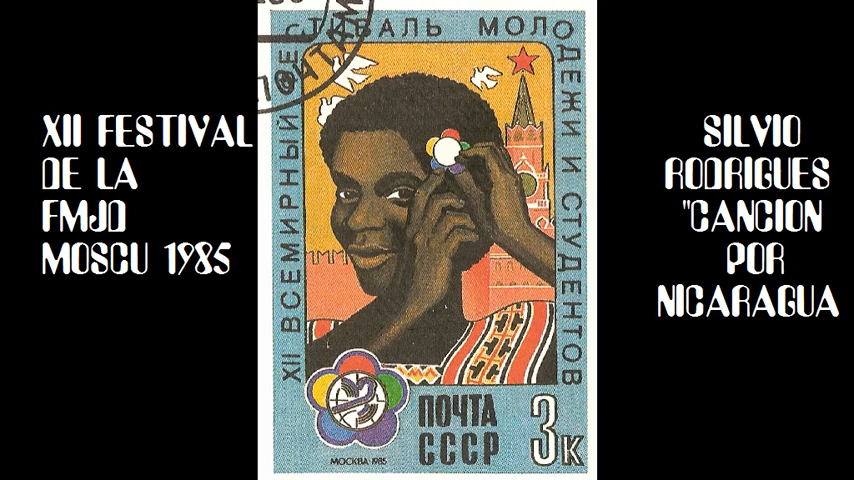 XII FESTIVAL
DE LA
FMJD
MOSCU 1985
XII ВСЕМИРНЫЙ ФЕСТИВАЛЬ МОЛОДЕЖИ И СТУДЕНТОВ
МОСКВА 1985
ПОЧТА
СССР
3к
SILVIO
RODRIGUES
"CANCION
POR
NICARAGUA